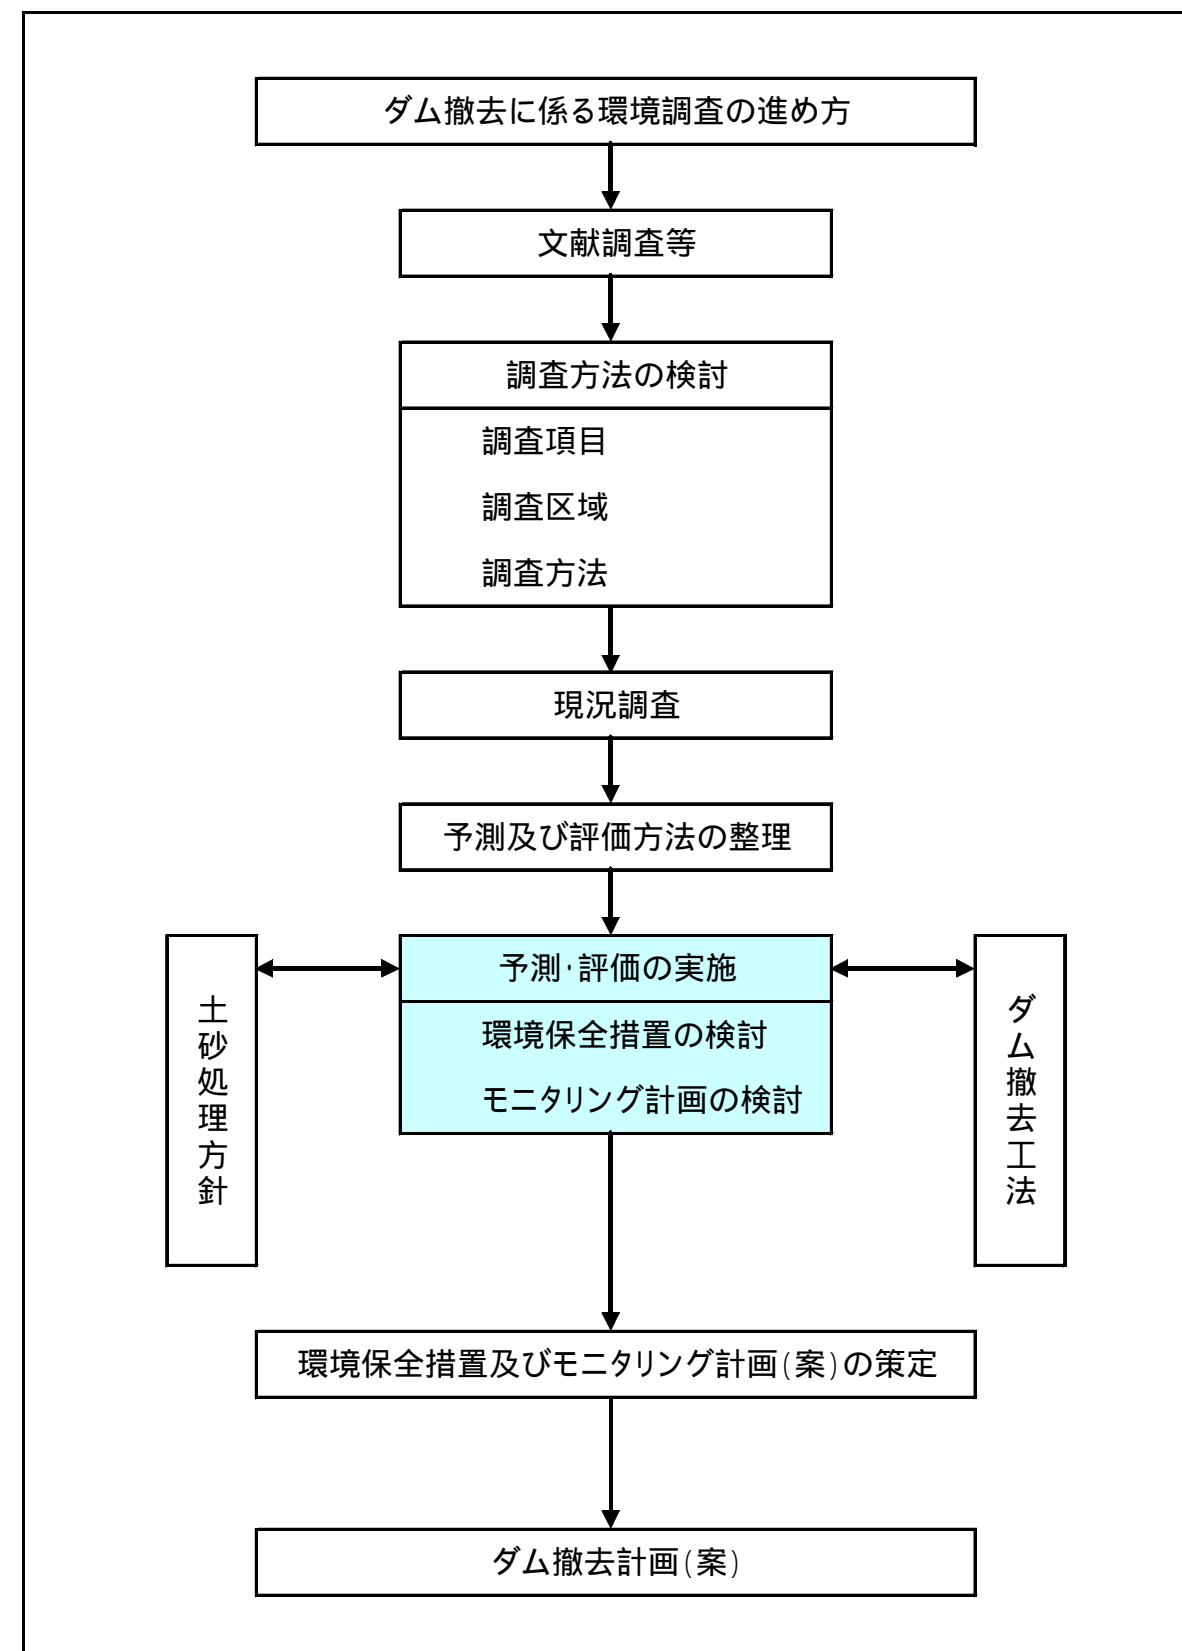 ダム撤去に係る環境調査の進め方
文献調査等
調査方法の検討
調査項目
調査区域
調査方法
現況調査
予測及び評価方法の整理
土砂処理方針
予測・評価の実施
環境保全措置の検討
モニタリング計画の検討
ダム撤去工法
環境保全措置及びモニタリング計画(案)の策定
ダム撤去計画(案)